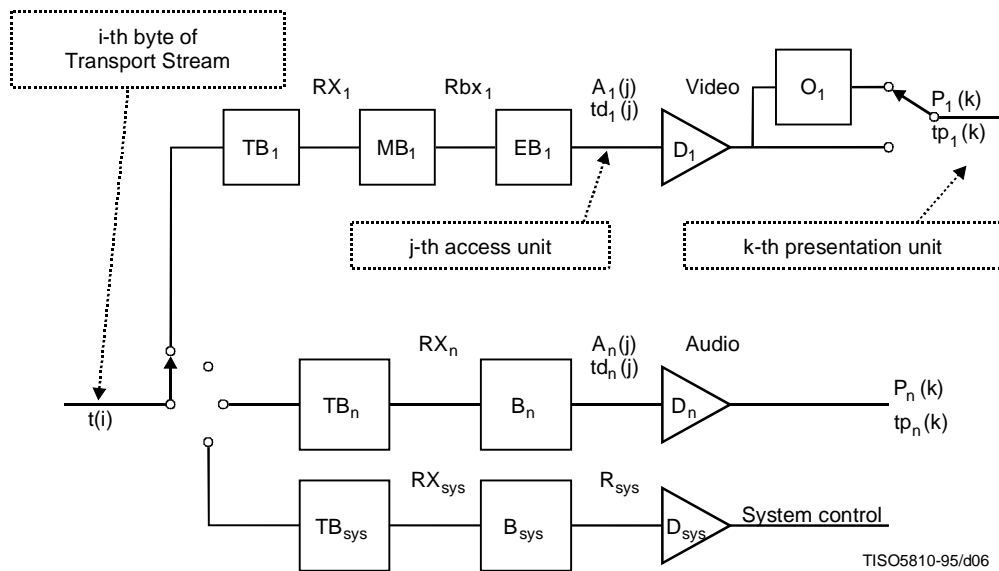 i-th byte of
Transport Stream
RX₁
Rbx₁
A₁(j)
td₁(j)
Video
O₁
P₁(k)
tp₁(k)
TB₁
MB₁
EB₁
D₁
j-th access unit
k-th presentation unit
t(i)
RXₙ
Aₙ(j)
tdₙ(j)
Audio
TBₙ
Bₙ
Dₙ
Pₙ(k)
tpₙ(k)
RXsys
Rsys
TBsys
Bsys
Dsys
System control
TISO5810-95/d06